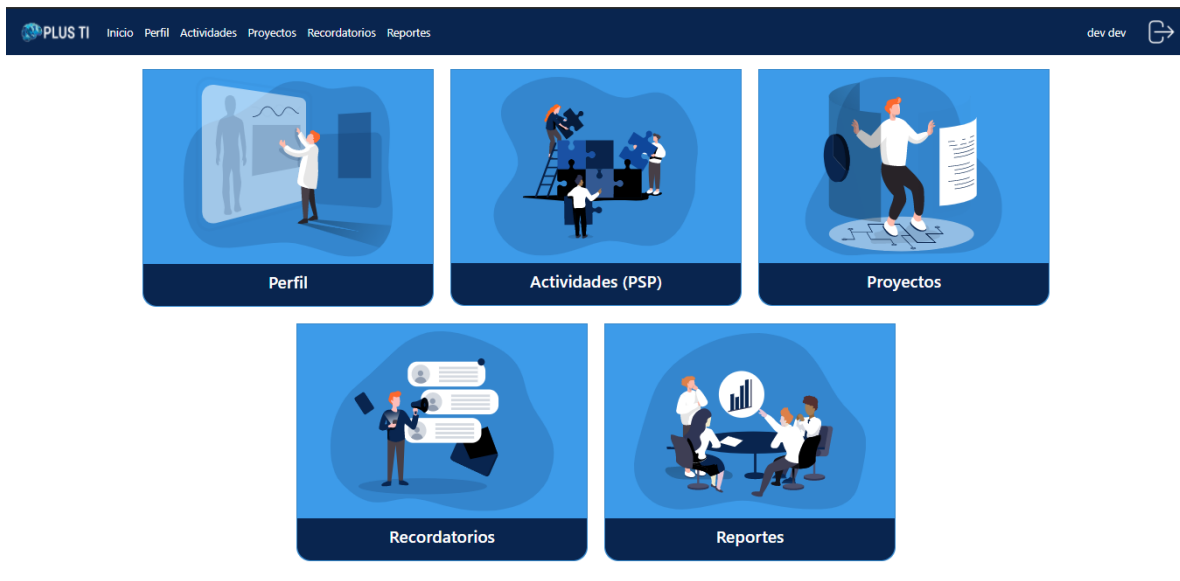 PLUS TI Inicio Perfil Actividades Proyectos Recordatorios Reportes dev dev
Perfil Actividades (PSP) Proyectos
Recordatorios Reportes